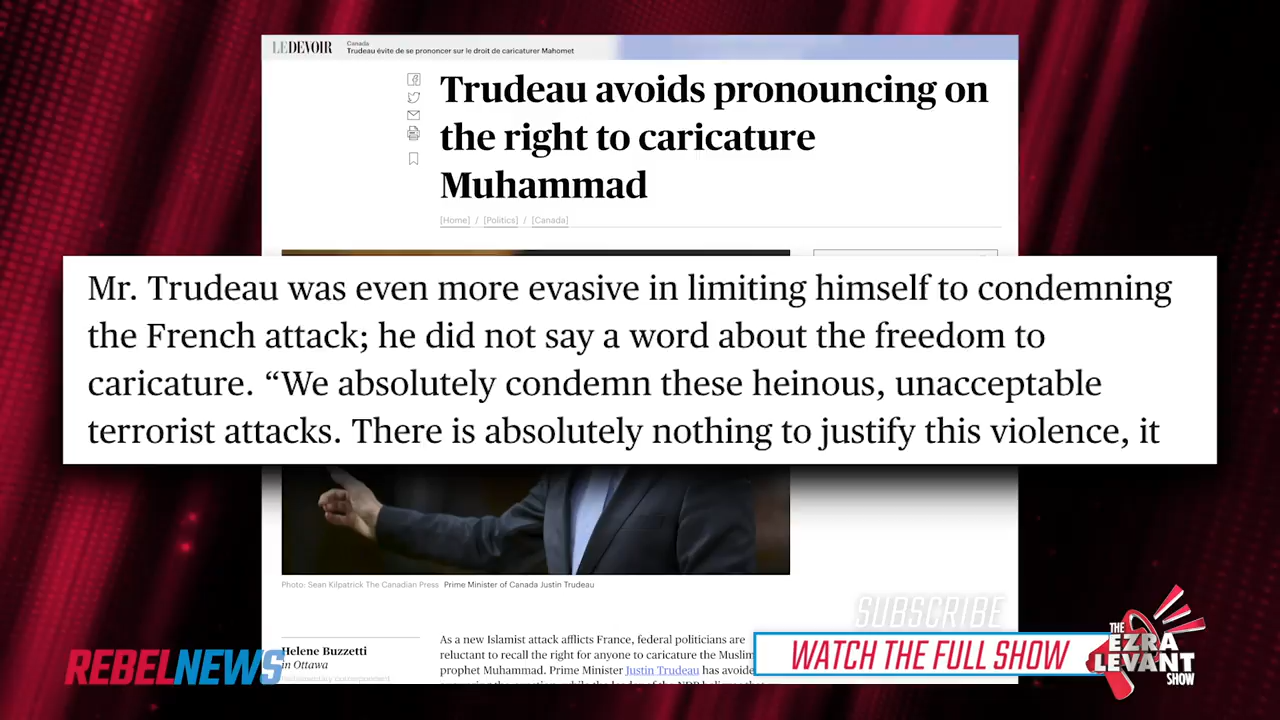 LE DEVOIR
Canada
Trudeau évite de se prononcer sur le droit de caricaturer Mahomet
Trudeau avoids pronouncing on
the right to caricature
Muhammad
[Home] / [Politics] / [Canada]
Mr. Trudeau was even more evasive in limiting himself to condemning
the French attack; he did not say a word about the freedom to
caricature. “We absolutely condemn these heinous, unacceptable
terrorist attacks. There is absolutely nothing to justify this violence, it
Photo: Sean Kilpatrick The Canadian Press Prime Minister of Canada Justin Trudeau
Helene Buzzetti
in Ottawa
As a new Islamist attack afflicts France, federal politicians are
reluctant to recall the right for anyone to caricature the Muslim
prophet Muhammad. Prime Minister Justin Trudeau has avoided
REBELNEWS
SUBSCRIBE
WATCH THE FULL SHOW
THE
EZRA
LEVANT
SHOW